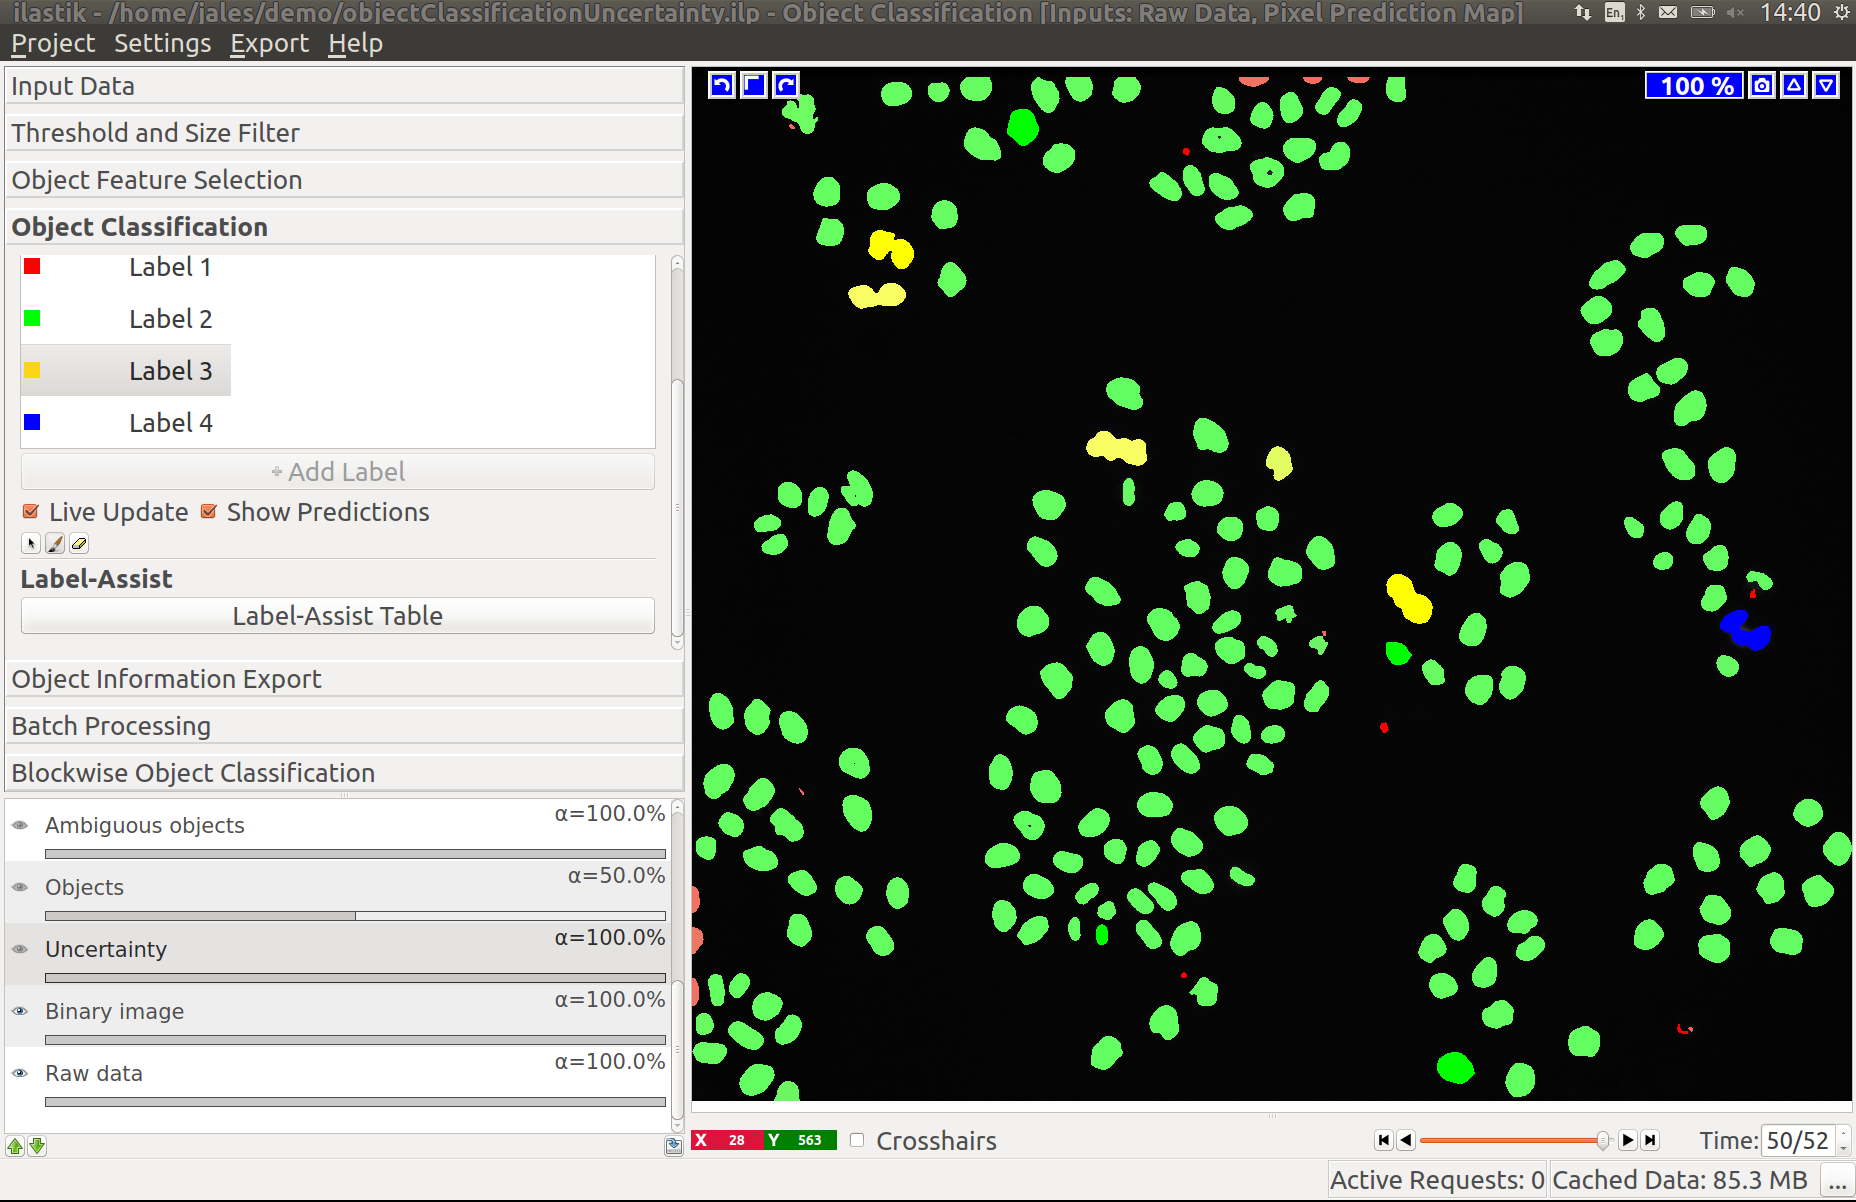 ilastik - /home/jales/demo/objectClassificationUncertainty.ilp - Object Classification [Inputs: Raw Data, Pixel Prediction Map]
En1
14:40
Project Settings Export Help
Input Data
Threshold and Size Filter
Object Feature Selection
Object Classification
Label 1
Label 2
Label 3
Label 4
+ Add Label
Live Update Show Predictions
Label-Assist
Label-Assist Table
Object Information Export
Batch Processing
Blockwise Object Classification
Ambiguous objects α=100.0%
Objects α=50.0%
Uncertainty α=100.0%
Binary image α=100.0%
Raw data α=100.0%
100 %
X 28 Y 563
Crosshairs
Time: 50/52
Active Requests: 0
Cached Data: 85.3 MB
...